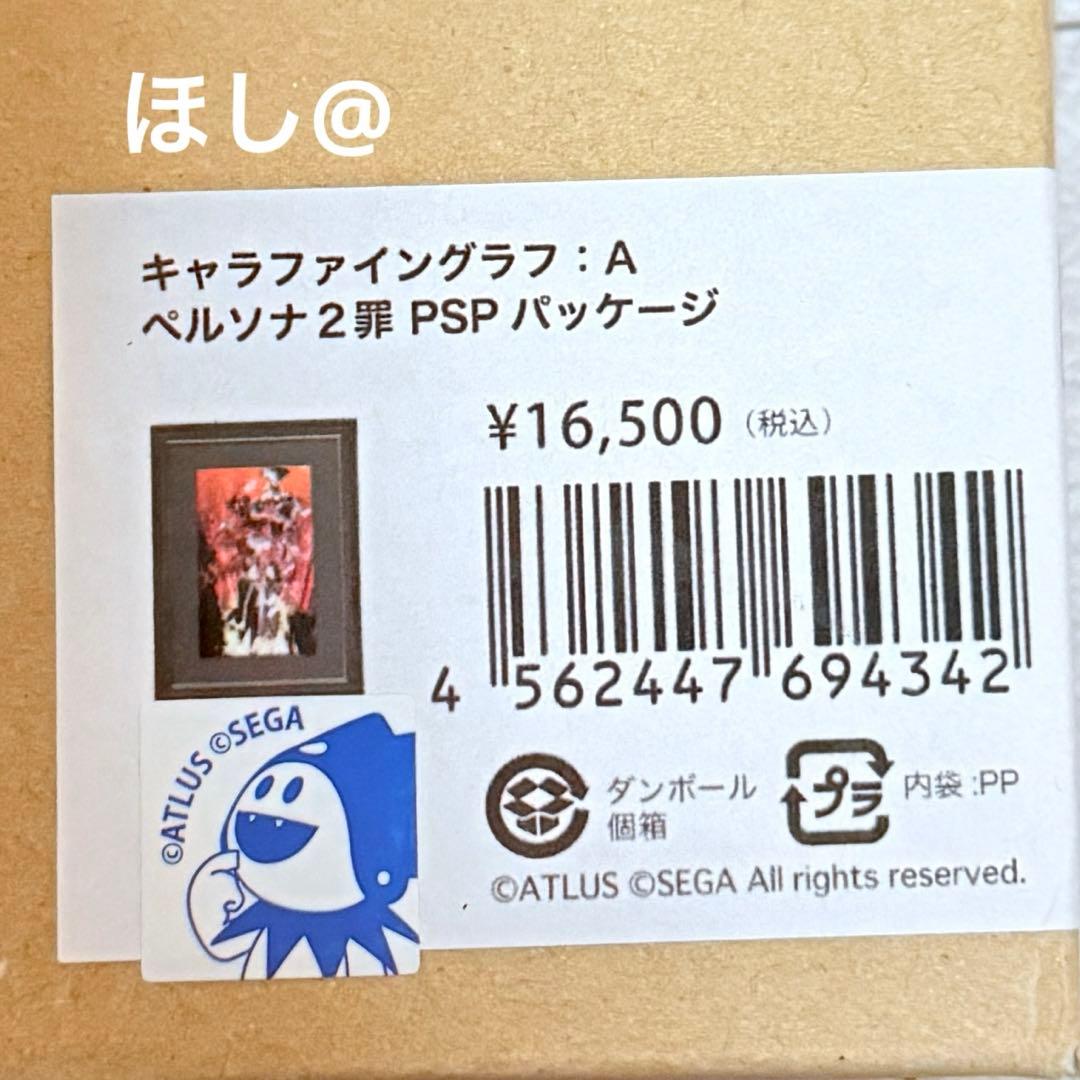 ほし@
キャラファイングラフ：A
ペルソナ2罪 PSP パッケージ
¥16,500（税込）
4 562447 694342
©ATLUS ©SEGA
ダンボール
個箱
プラ
内袋:PP
©ATLUS ©SEGA All rights reserved.